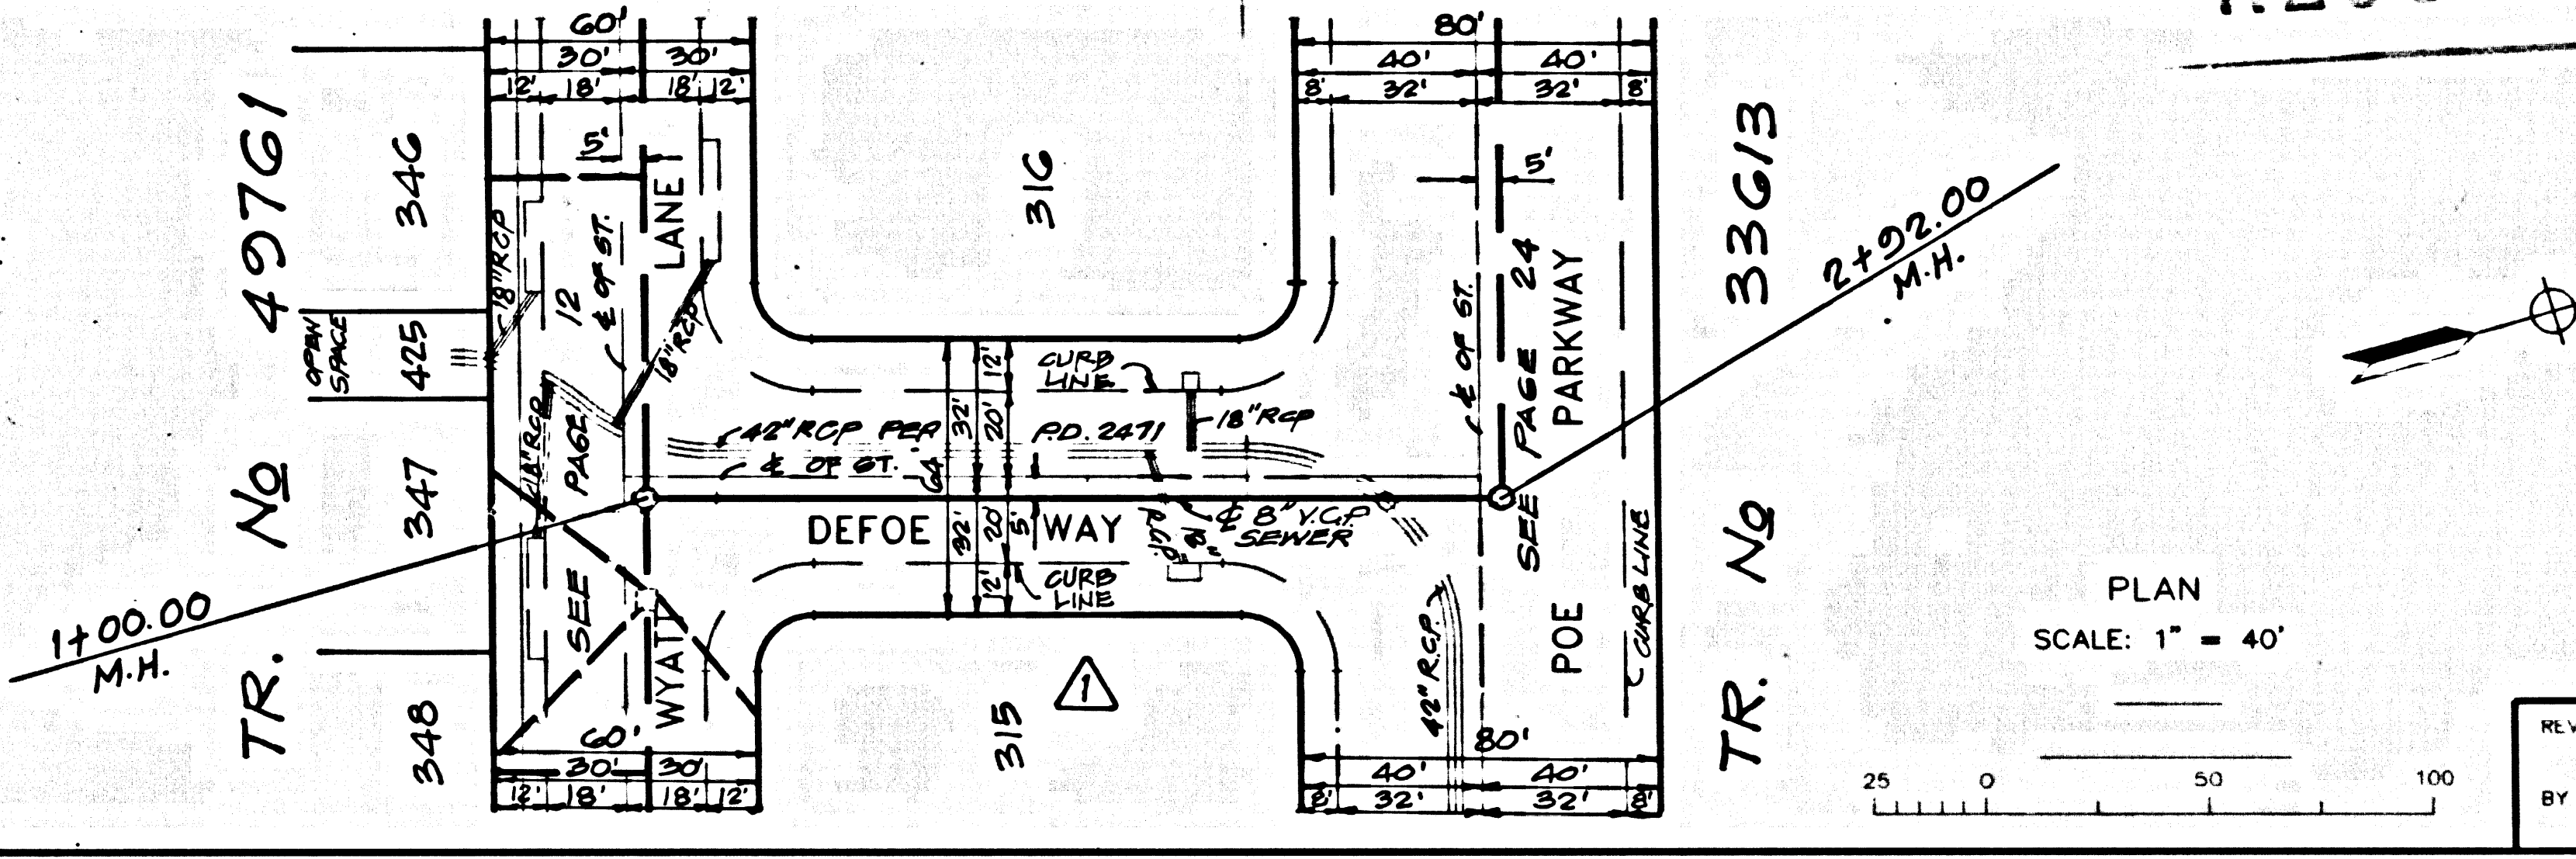 60'
30' 30'
12' 18' 18' 12'
5'
80'
40' 40'
8' 32' 32' 8'
5'
TR. No 49761
346
OPEN SPACE
425
347
348
18" RCP
12
℄ OF ST.
LANE
18" RCP
18" RCP
SEE PAGE
WYATT
316
42" RCP PER P.D. 2471
℄ OF ST.
64
32' 20' 12'
32' 20' 12'
5'
CURB
LINE
18" RCP
DEFOE WAY
℄ 8" V.C.P.
SEWER
CURB
LINE
315
1
℄ OF ST.
SEE PAGE 24
POE PARKWAY
42" R.C.P.
CURB LINE
TR. No 33613
2+92.00
M.H.
1+00.00
M.H.
60'
30' 30'
12' 18' 18' 12'
80'
40' 40'
8' 32' 32' 8'
PLAN
SCALE: 1" = 40'
25 0 50 100
BY